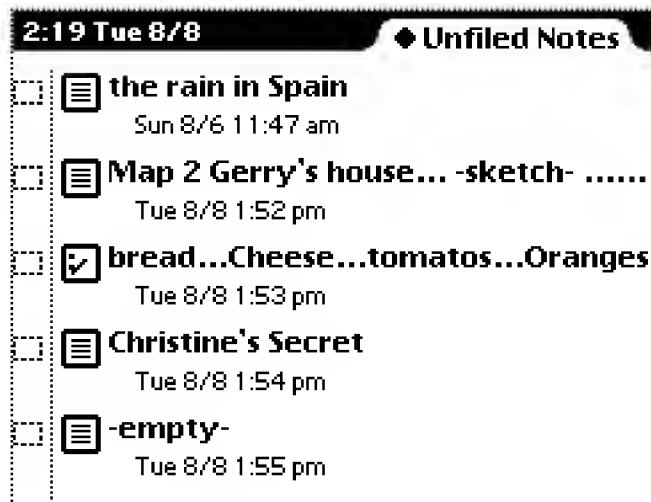 2:19 Tue 8/8 ◆Unfiled Notes
the rain in Spain
Sun 8/6 11:47 am
Map 2 Gerry's house... -sketch- ......
Tue 8/8 1:52 pm
bread...Cheese...tomatos...Oranges
Tue 8/8 1:53 pm
Christine's Secret
Tue 8/8 1:54 pm
-empty-
Tue 8/8 1:55 pm